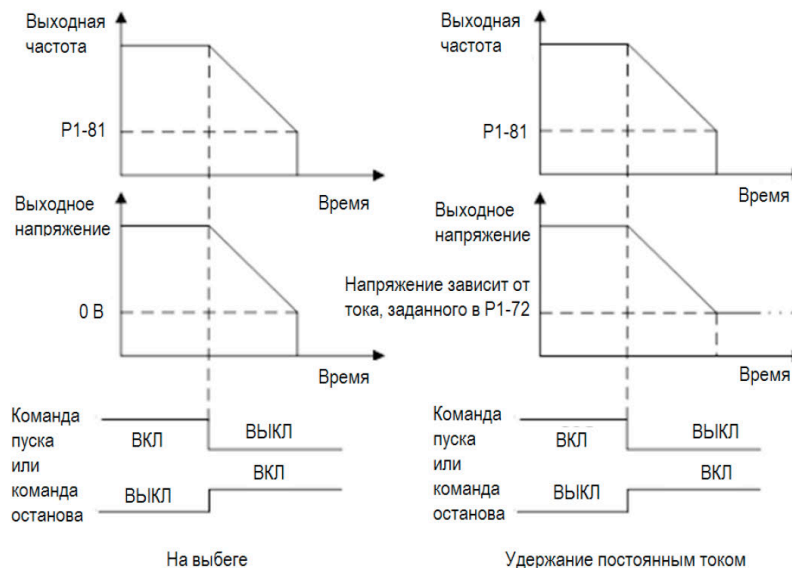 Выходная
частота
P1-81
Время
Выходное
напряжение
0 В
Время
Команда
пуска
или
команда
останова
ВКЛ
ВЫКЛ
ВКЛ
ВЫКЛ
На выбеге
Выходная
частота
P1-81
Время
Выходное
напряжение
Напряжение зависит от
тока, заданного в P1-72
Время
Команда
пуска
или
команда
останова
ВКЛ
ВЫКЛ
ВКЛ
ВЫКЛ
Удержание постоянным током